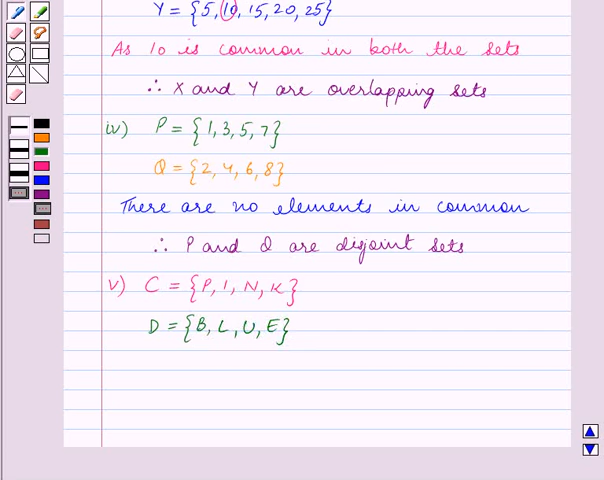 Y = {5, 10, 15, 20, 25}
As 10 is common in both the sets
∴ X and Y are overlapping sets
iv) P = {1, 3, 5, 7}
Q = {2, 4, 6, 8}
There are no elements in common
∴ P and Q are disjoint sets
v) C = {P, I, N, K}
D = {B, L, U, E}